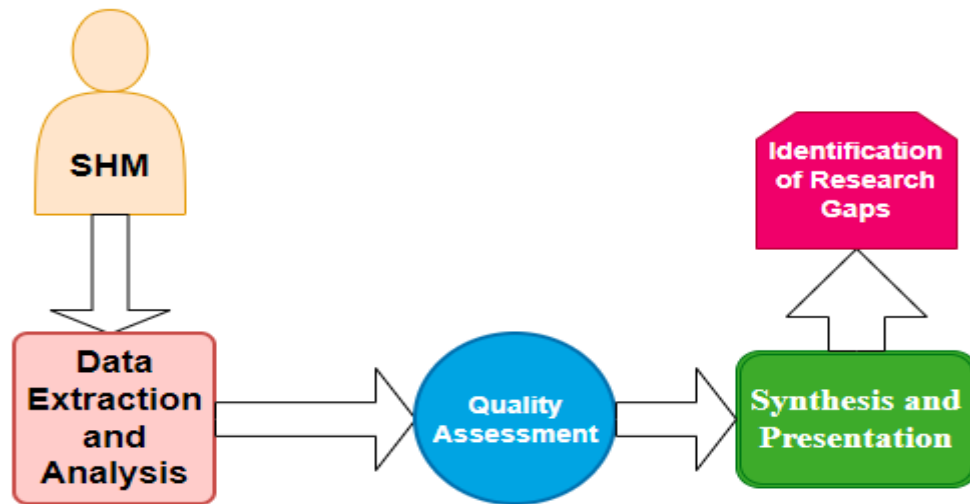 SHM
Data
Extraction
and
Analysis
Quality
Assessment
Synthesis and
Presentation
Identification
of Research
Gaps